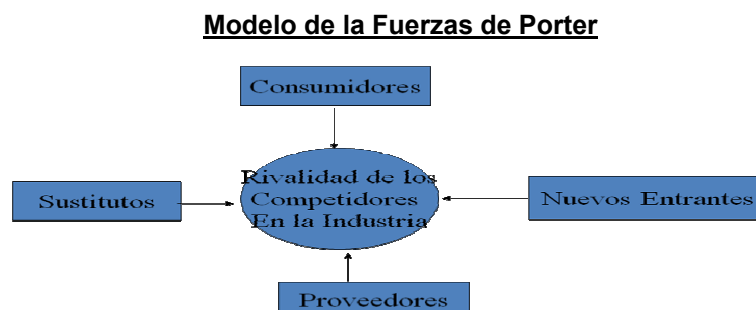 Modelo de la Fuerzas de Porter
Consumidores
Rivalidad de los
Competidores
En la Industria
Sustitutos
Nuevos Entrantes
Proveedores